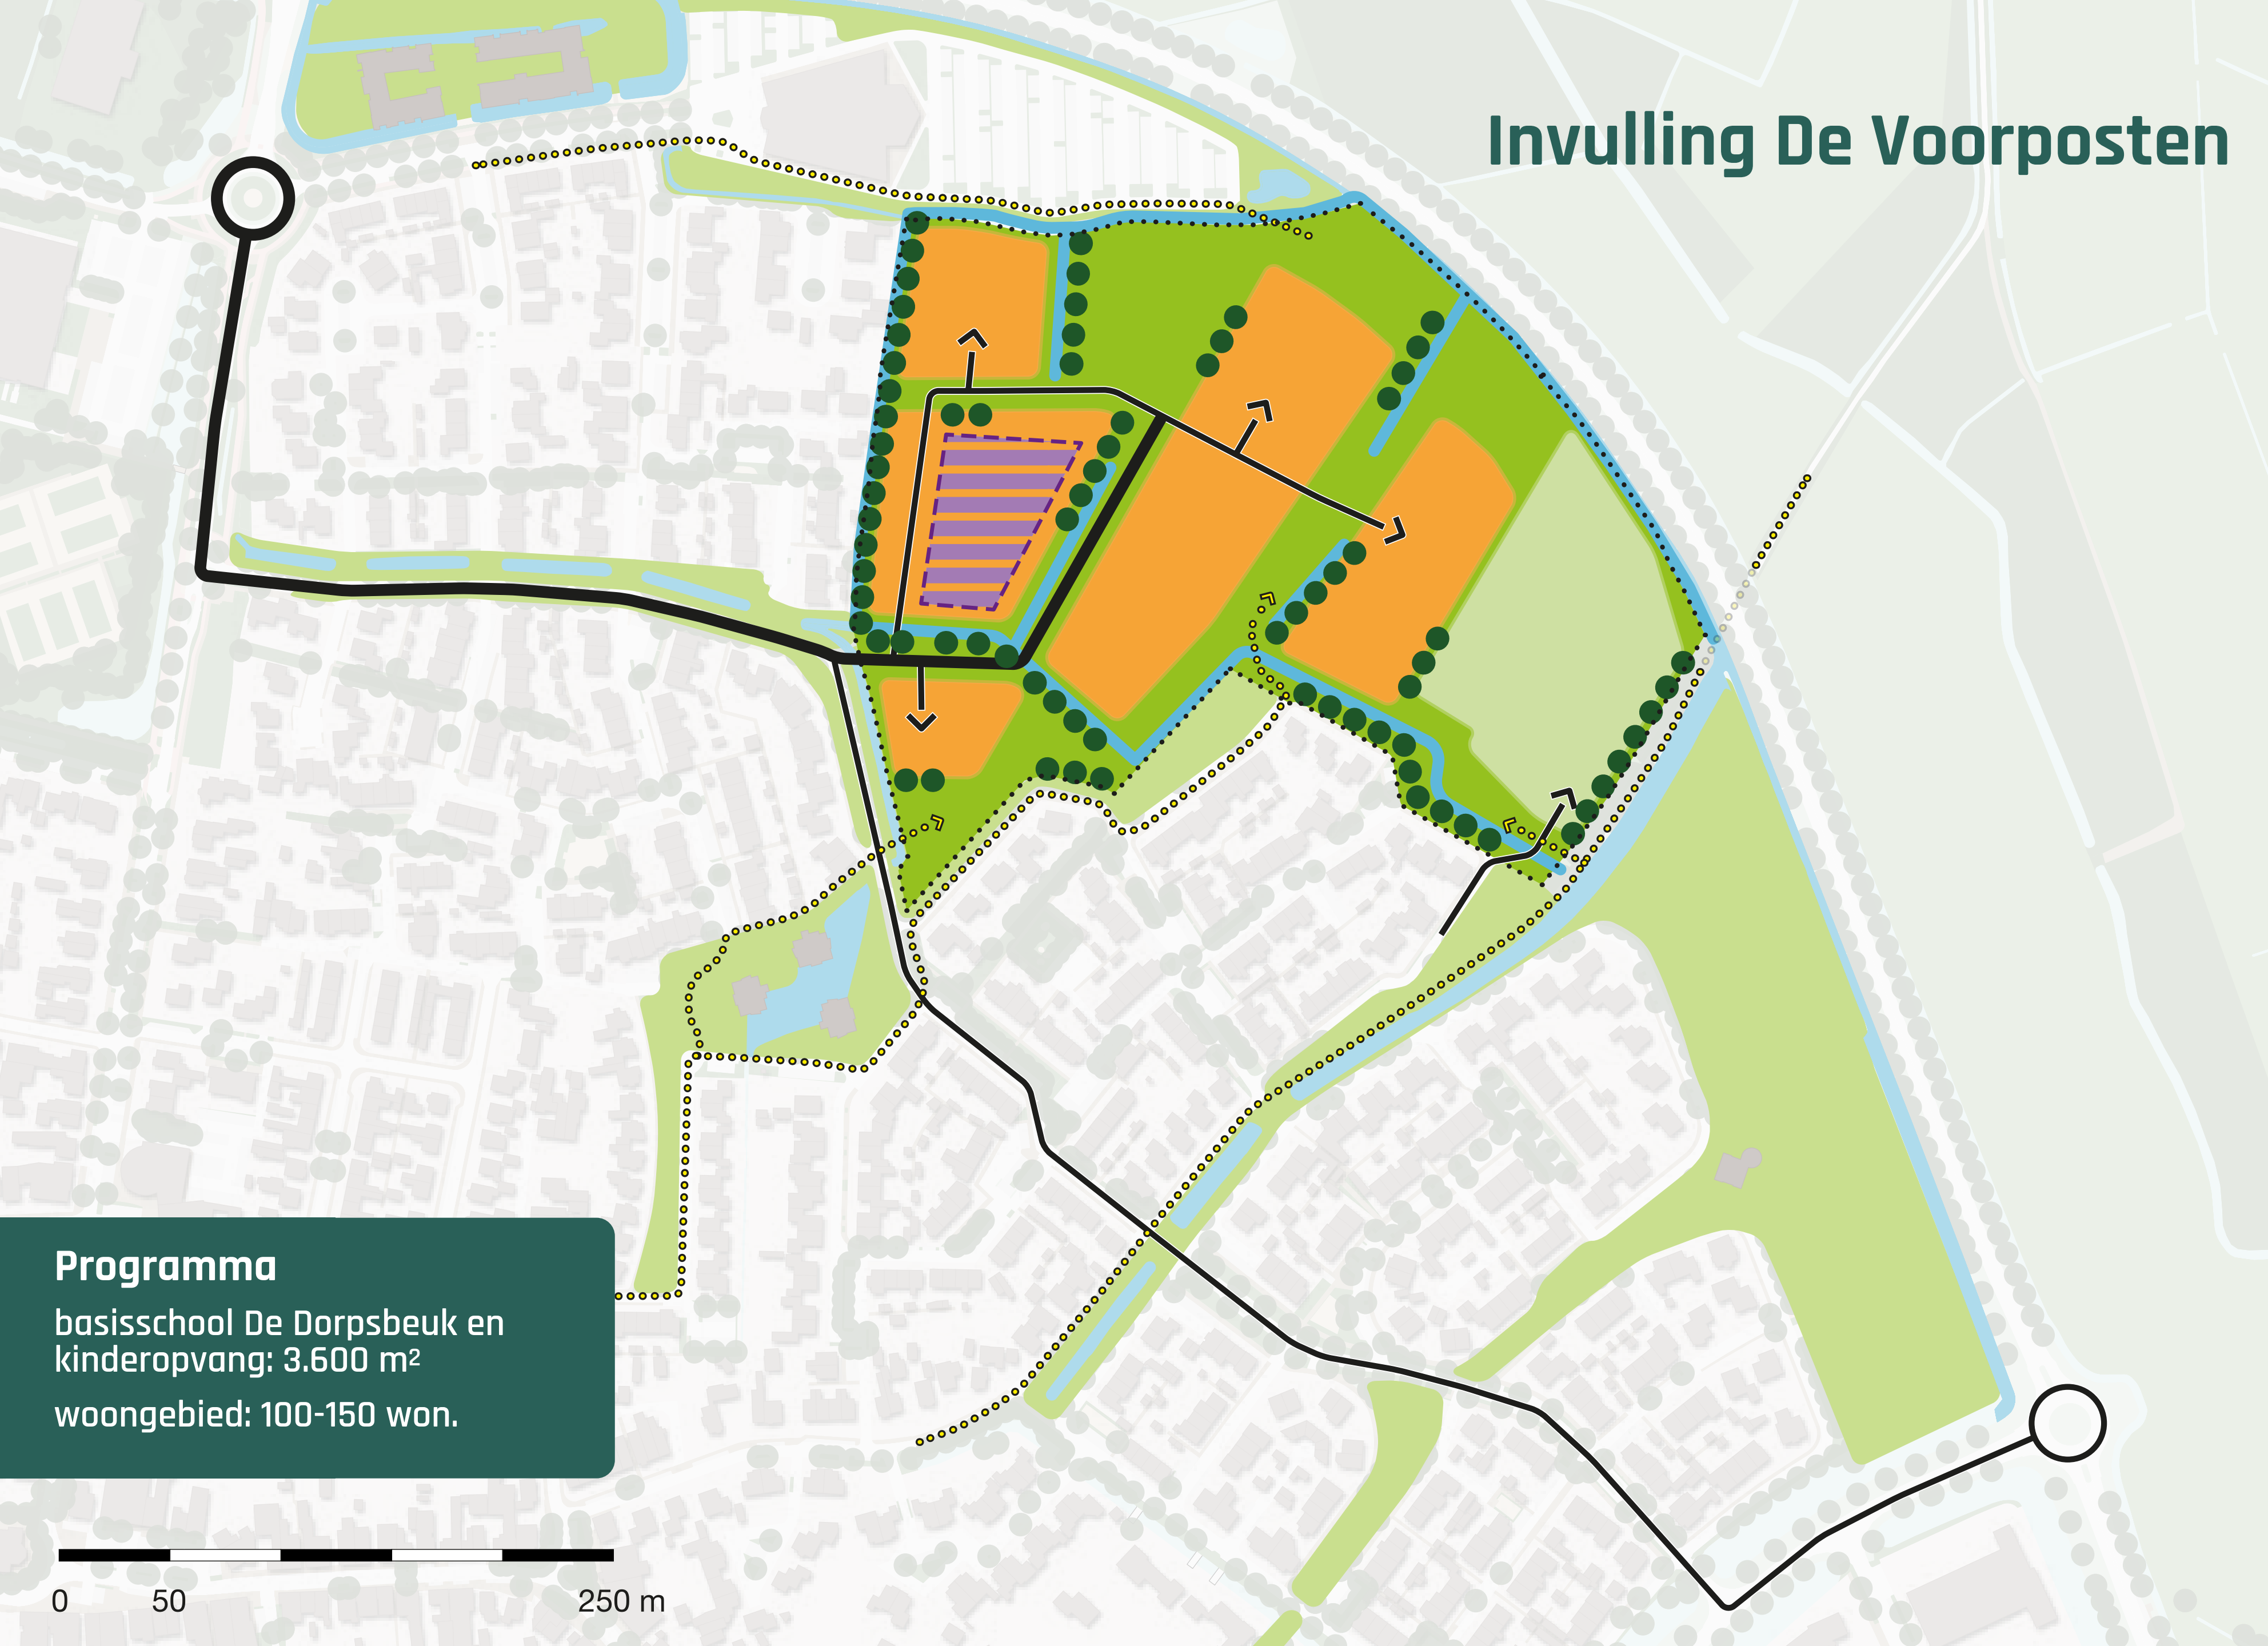 Invulling De Voorposten
Programma
basisschool De Dorpsbeuk en
kinderopvang: 3.600 m²
woongebied: 100-150 won.
0 50 250 m